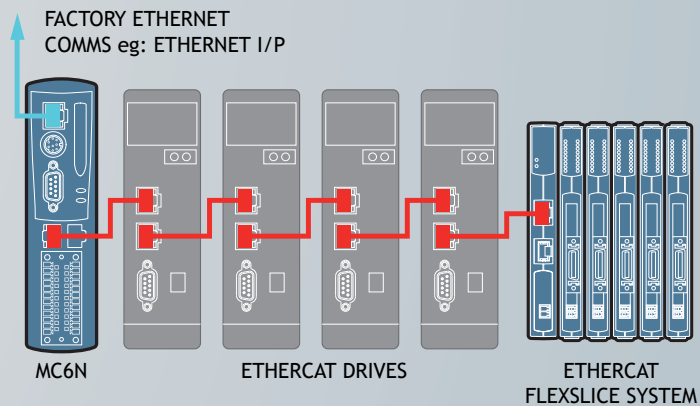 FACTORY ETHERNET
COMMS eg: ETHERNET I/P
MC6N
ETHERCAT DRIVES
ETHERCAT
FLEXSLICE SYSTEM